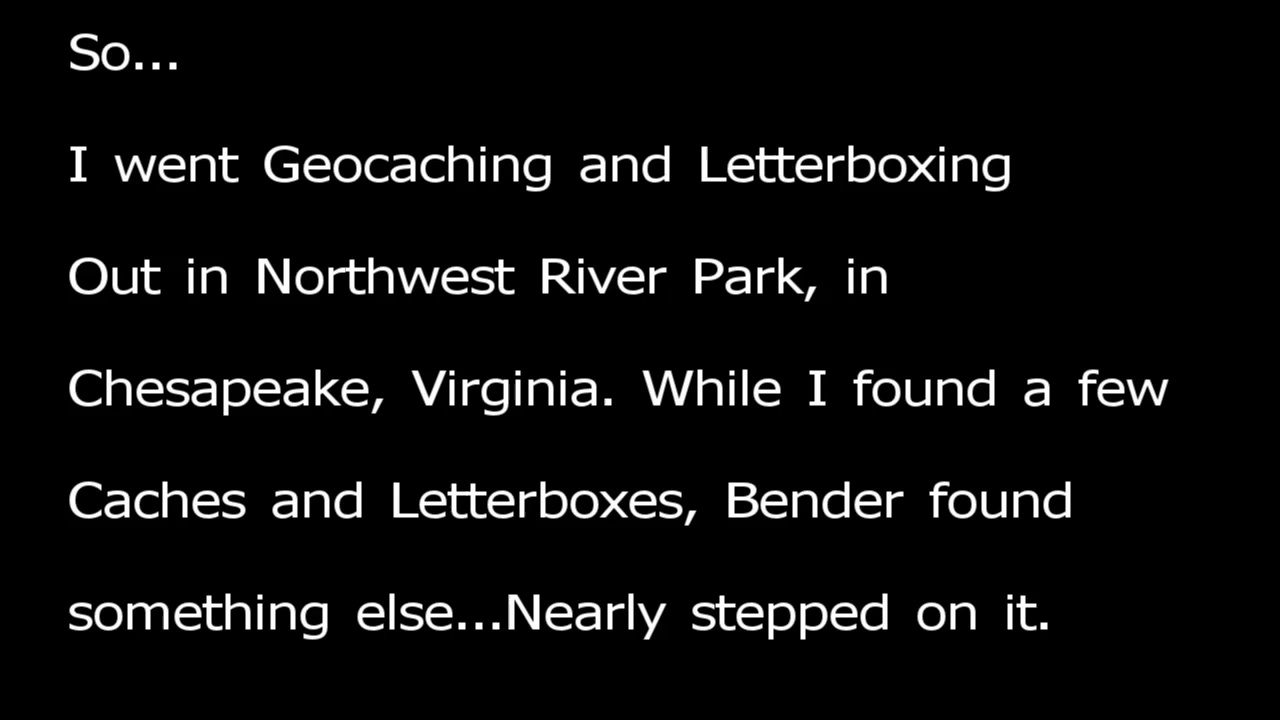 So...
I went Geocaching and Letterboxing
Out in Northwest River Park, in
Chesapeake, Virginia. While I found a few
Caches and Letterboxes, Bender found
something else...Nearly stepped on it.